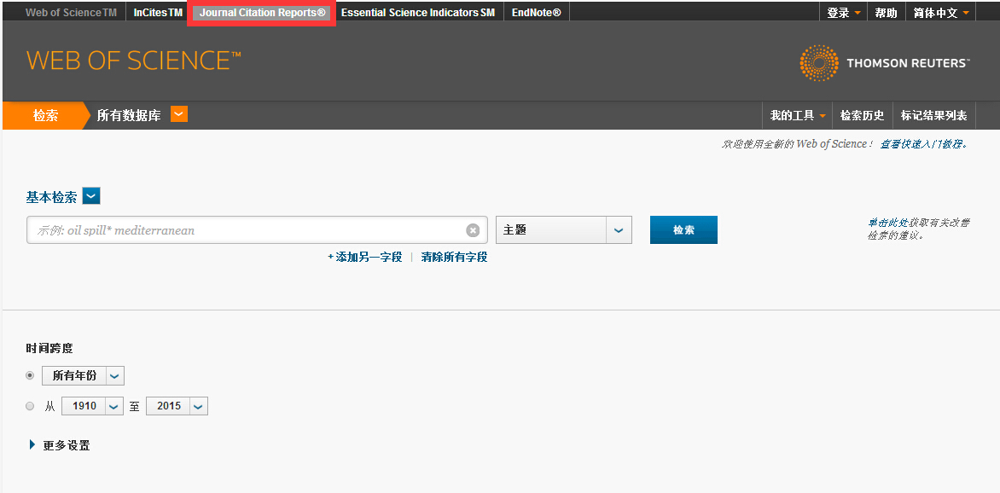 Web of Science™ InCites™ Journal Citation Reports® Essential Science Indicators SM EndNote® 登录 帮助 简体中文
WEB OF SCIENCE™
THOMSON REUTERS™
检索 所有数据库 我的工具 检索历史 标记结果列表
欢迎使用全新的 Web of Science! 查看快速入门教程。
基本检索
示例: oil spill* mediterranean 主题 检索
单击此处获取有关改善
检索的建议。
+添加另一字段 | 清除所有字段
时间跨度
所有年份
从 1910 至 2015
更多设置